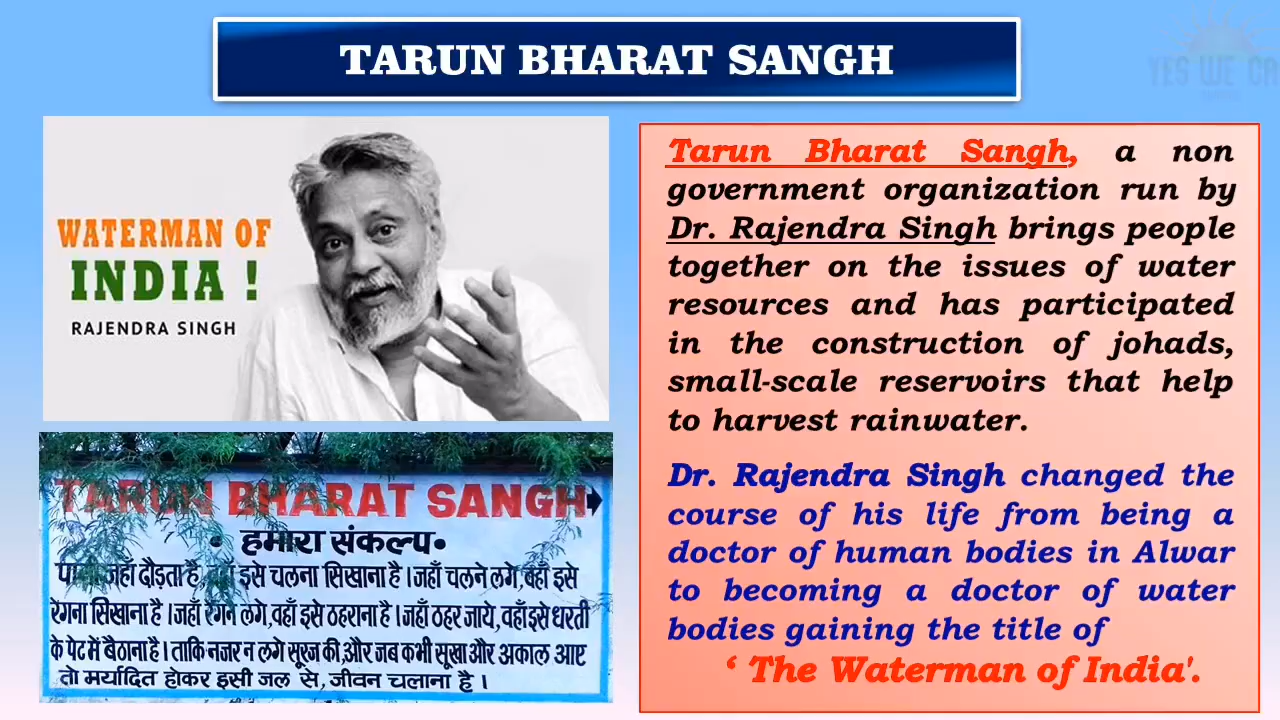 TARUN BHARAT SANGH
WATERMAN OF
INDIA !
RAJENDRA SINGH
TARUN BHARAT SANGH
• हमारा संकल्प•
जहाँ दौड़ता है, इसे चलना सिखाना है । जहाँ चलने लगे, वहाँ इसे
रेंगना सिखाना है । जहाँ रेंगने लगे, वहाँ इसे ठहराना है । जहाँ ठहर जाये, वहाँ इसे धरती
के पेट में बैठाना है । ताकि नजर न लगे सूरज की, और जब कभी सूखा और अकाल आए
तो मर्यादित होकर इसी जल से, जीवन चलाना है ।
Tarun Bharat Sangh, a non
government organization run by
Dr. Rajendra Singh brings people
together on the issues of water
resources and has participated
in the construction of johads,
small-scale reservoirs that help
to harvest rainwater.
Dr. Rajendra Singh changed the
course of his life from being a
doctor of human bodies in Alwar
to becoming a doctor of water
bodies gaining the title of
‘ The Waterman of India'.
YES WE CA